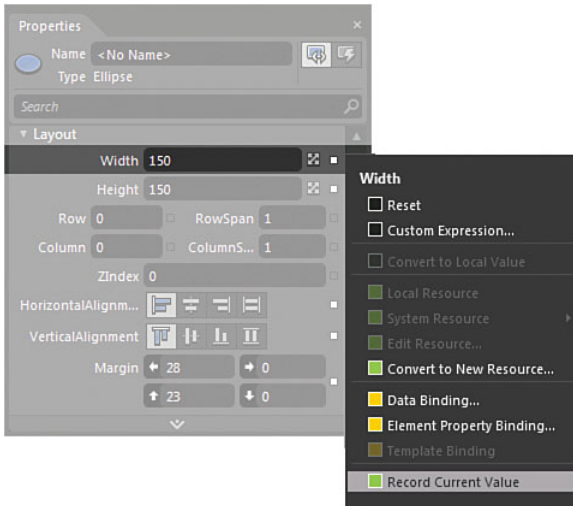 Properties
Name <No Name>
Type Ellipse
Search
Layout
Width 150
Height 150
Row 0 RowSpan 1
Column 0 ColumnS... 1
ZIndex 0
HorizontalAlignm...
VerticalAlignment
Margin 28 0
23 0
Width
Reset
Custom Expression...
Convert to Local Value
Local Resource
System Resource
Edit Resource...
Convert to New Resource...
Data Binding...
Element Property Binding...
Template Binding
Record Current Value